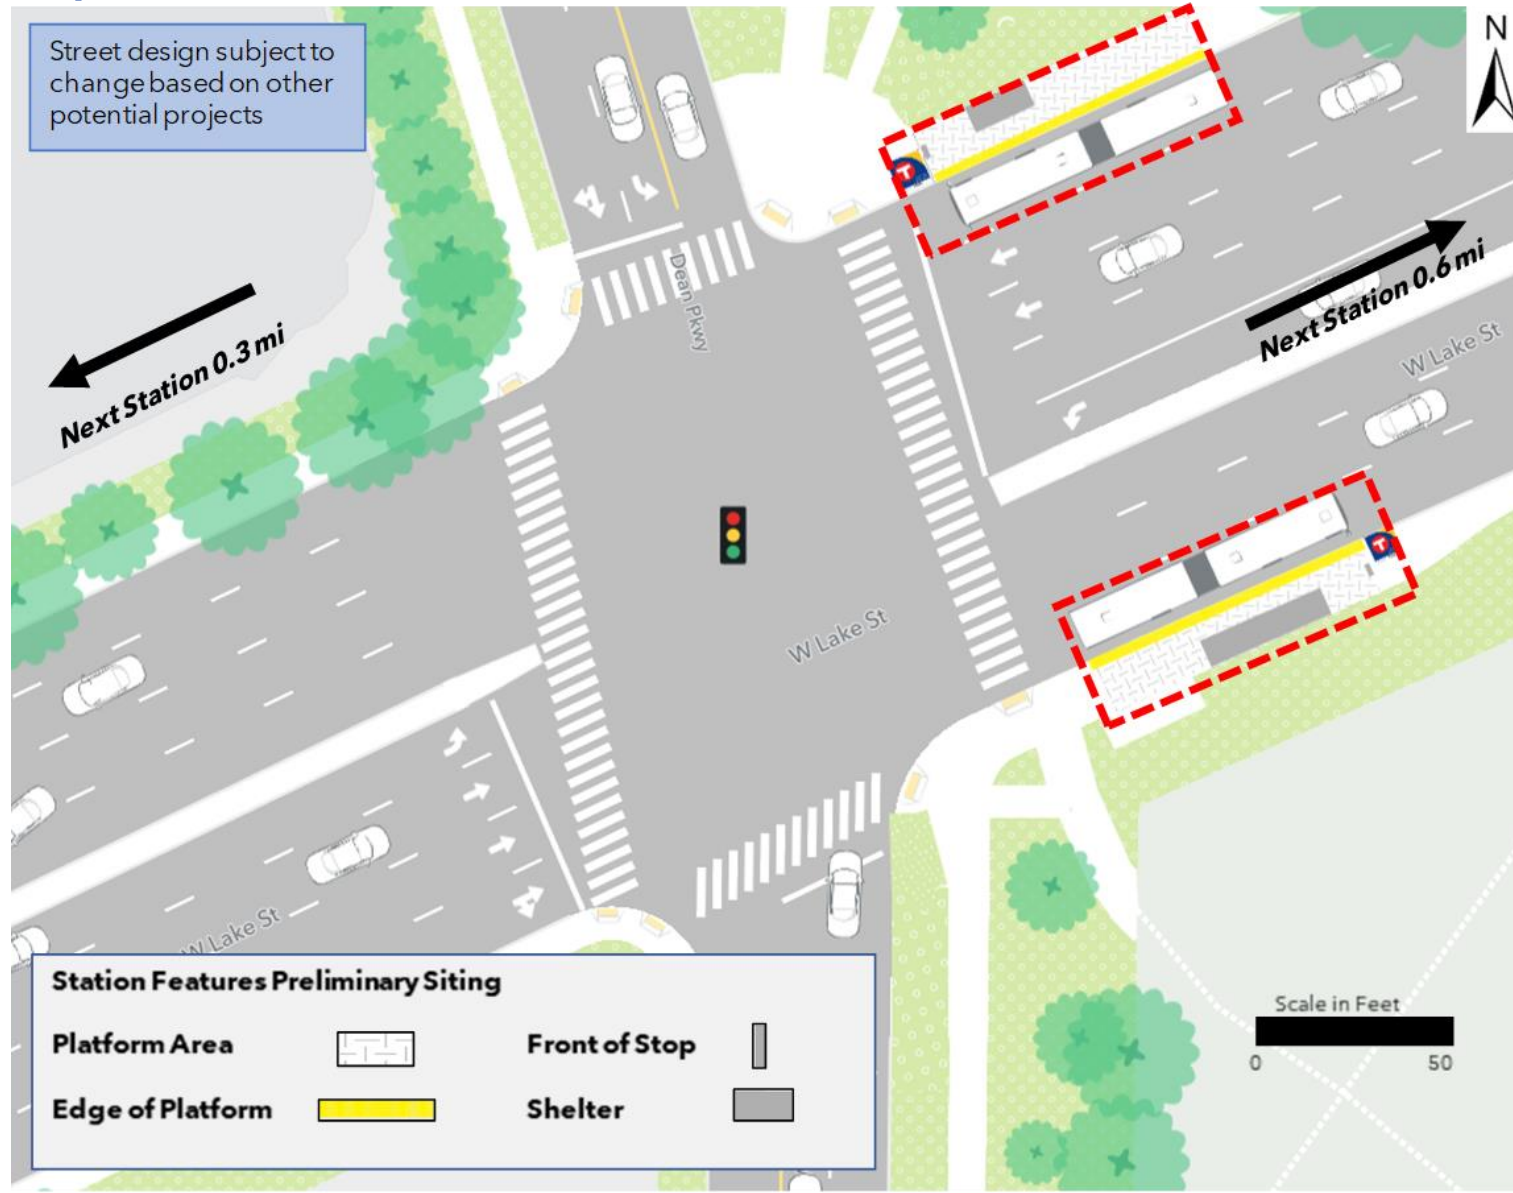 Street design subject to
change based on other
potential projects
N
Dean Pkwy
Next Station 0.3 mi
Next Station 0.6 mi
W Lake St
W Lake St
W Lake St
T
T
Station Features Preliminary Siting
Platform Area
Front of Stop
Edge of Platform
Shelter
Scale in Feet
0 50